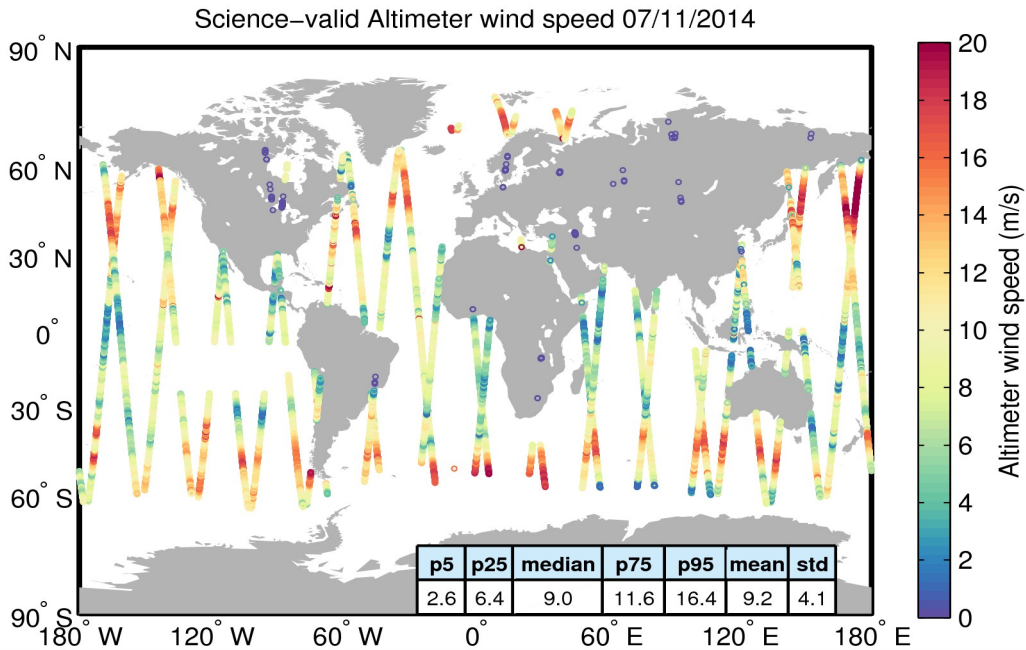 Science−valid Altimeter wind speed 07/11/2014
90° N
60° N
30° N
0°
30° S
60° S
90° S
180° W 120° W 60° W 0° 60° E 120° E 180° E
p5 p25 median p75 p95 mean std
2.6 6.4 9.0 11.6 16.4 9.2 4.1
20
18
16
14
12
10
8
6
4
2
0
Altimeter wind speed (m/s)